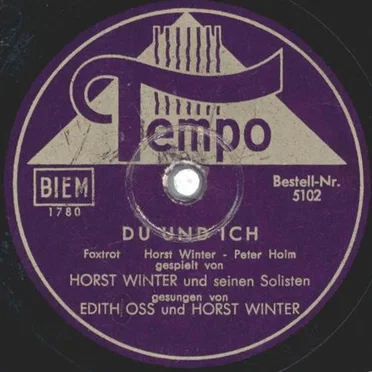 Tempo
BIEM
1780
Bestell-Nr.
5102
DU UND ICH
Foxtrot Horst Winter - Peter Holm
gespielt von
HORST WINTER und seinen Solisten
gesungen von
EDITH OSS und HORST WINTER